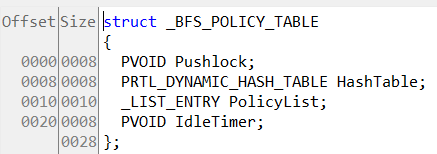 Offset Size struct _BFS_POLICY_TABLE
{
0000 0008 PVOID Pushlock;
0008 0008 PRTL_DYNAMIC_HASH_TABLE HashTable;
0010 0010 _LIST_ENTRY PolicyList;
0020 0008 PVOID IdleTimer;
0028 };